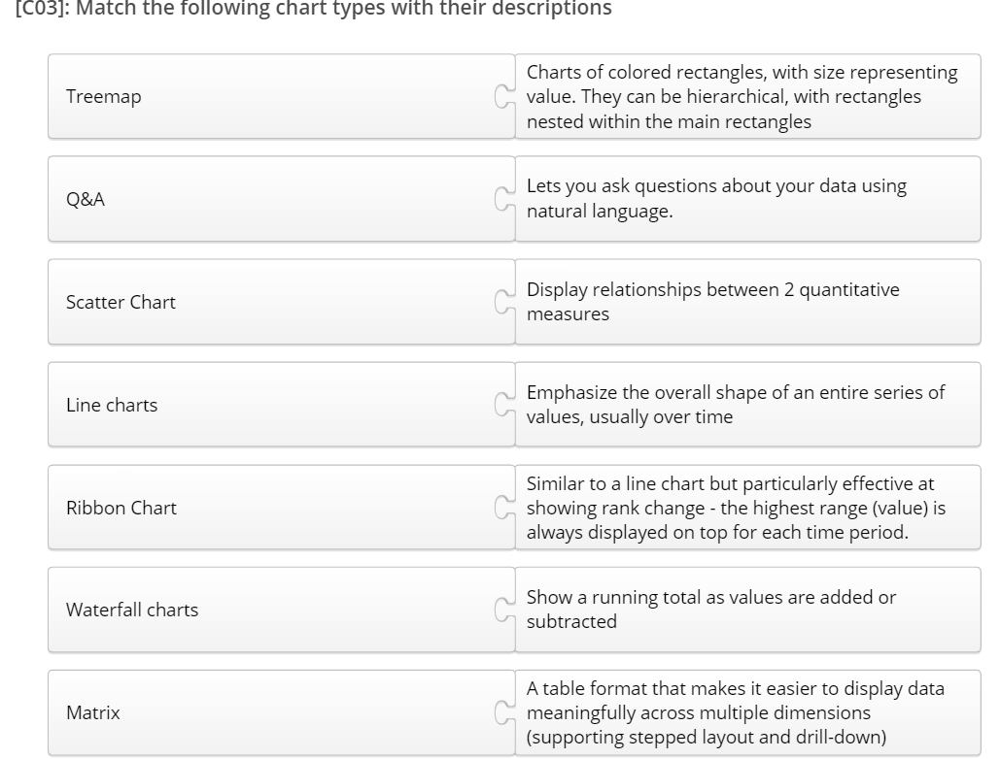 [C03]: Match the following chart types with their descriptions
Treemap
Charts of colored rectangles, with size representing
value. They can be hierarchical, with rectangles
nested within the main rectangles
Q&A
Lets you ask questions about your data using
natural language.
Scatter Chart
Display relationships between 2 quantitative
measures
Line charts
Emphasize the overall shape of an entire series of
values, usually over time
Ribbon Chart
Similar to a line chart but particularly effective at
showing rank change - the highest range (value) is
always displayed on top for each time period.
Waterfall charts
Show a running total as values are added or
subtracted
Matrix
A table format that makes it easier to display data
meaningfully across multiple dimensions
(supporting stepped layout and drill-down)